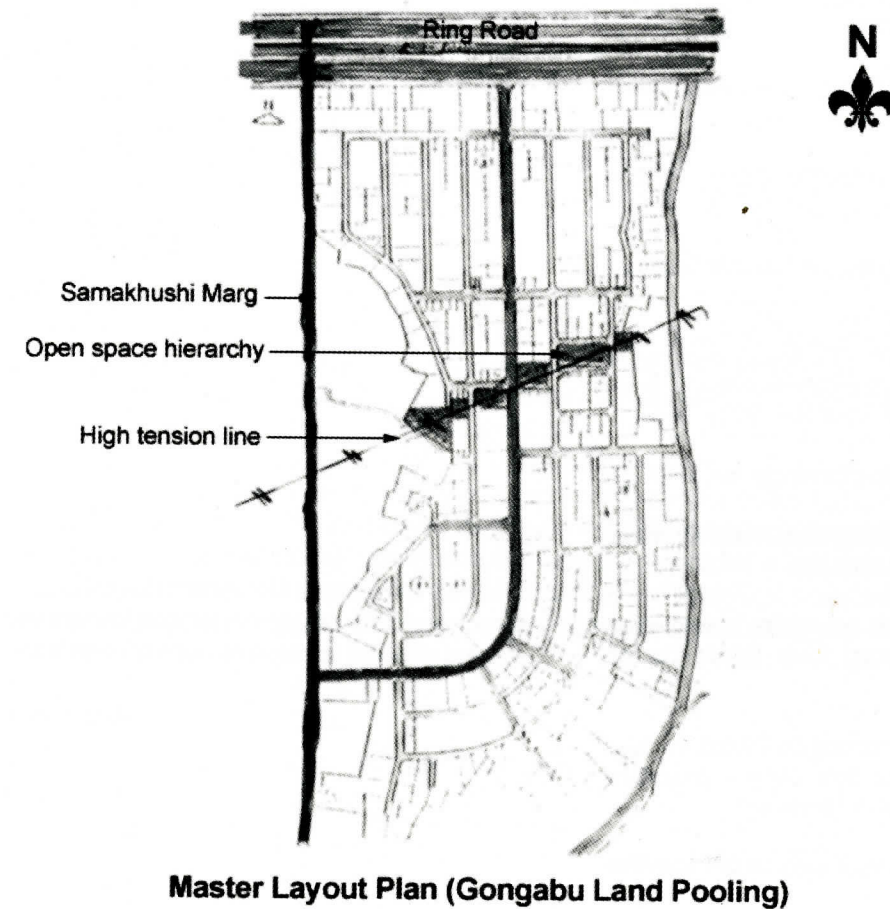 Ring Road
N
Samakhushi Marg
Open space hierarchy
High tension line
Master Layout Plan (Gongabu Land Pooling)